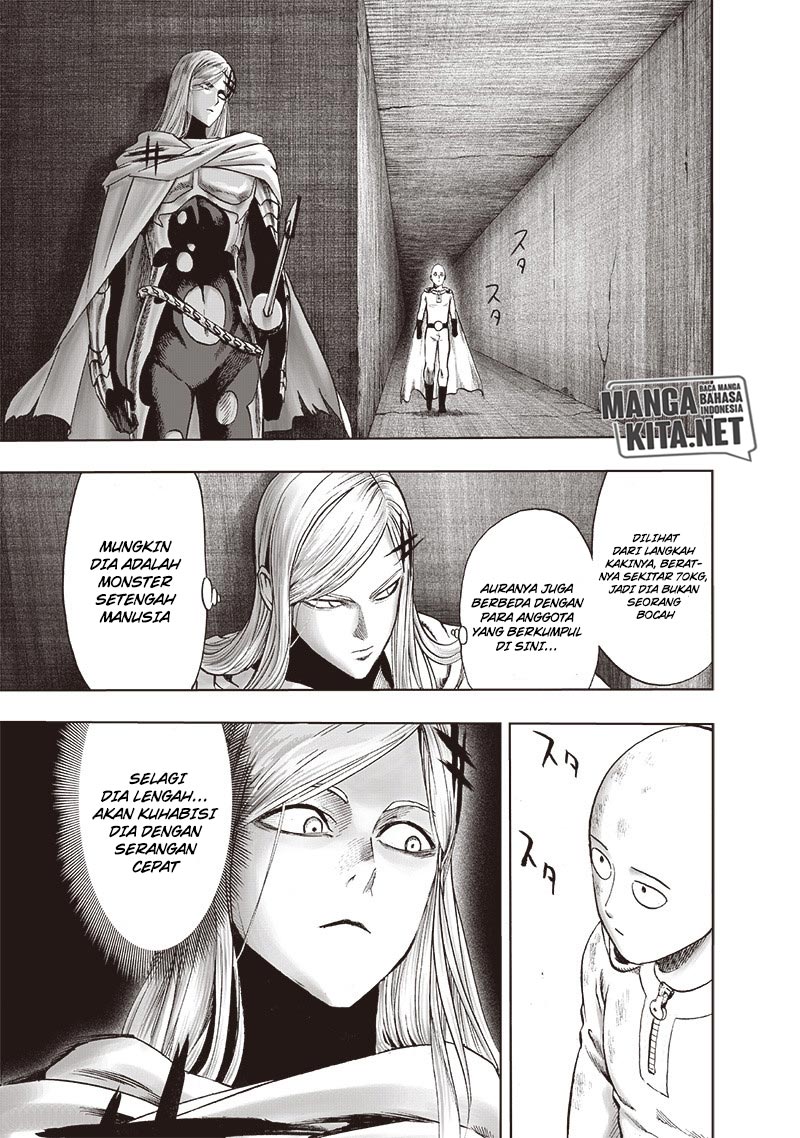 スタ
スタ
MANGA
KITA.NET
BACA MANGA
BAHASA
INDONESIA
DILIHAT
DARI LANGKAH
KAKINYA, BERAT-
NYA SEKITAR 70KG,
JADI DIA BUKAN
SEORANG
BOCAH
AURANYA JUGA
BERBEDA DENGAN
PARA ANGGOTA
YANG BERKUMPUL
DI SINI...
MUNGKIN
DIA ADALAH
MONSTER
SETENGAH
MANUSIA
スタ
スタ
SELAGI
DIA LENGAH...
AKAN KUHABISI
DIA DENGAN
SERANGAN
CEPAT